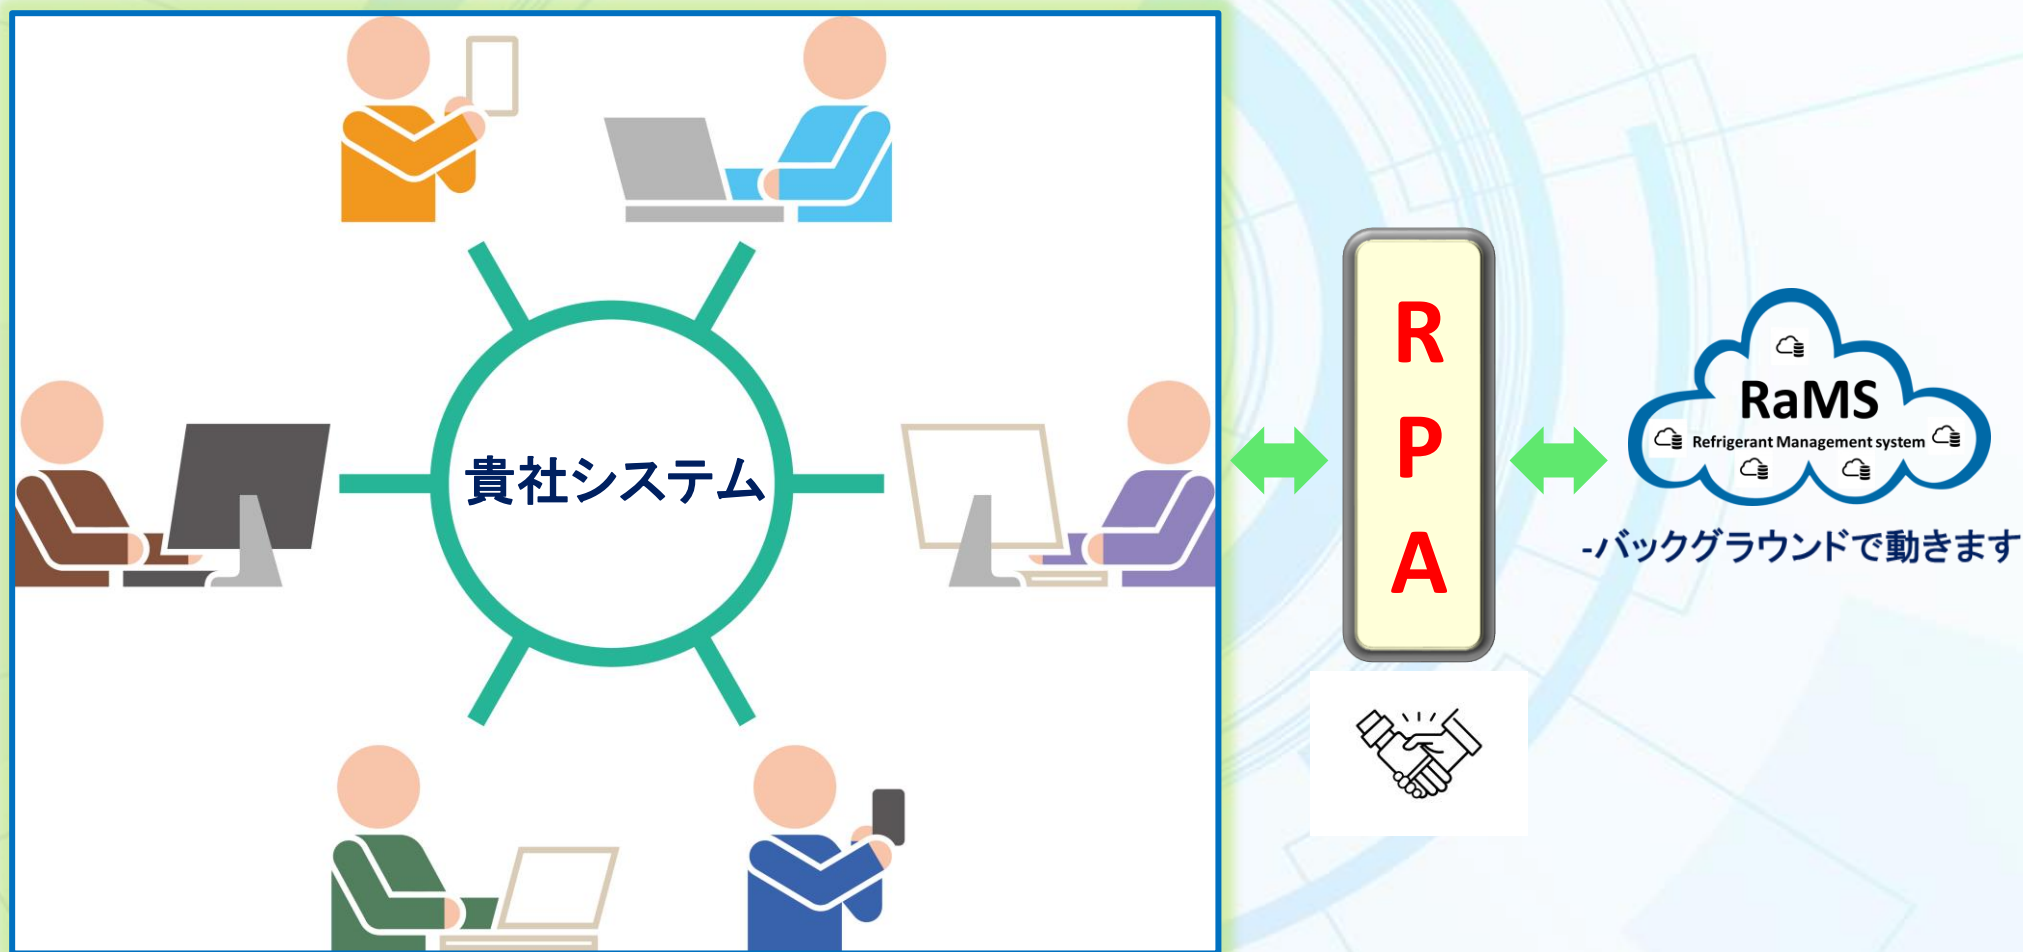 貴社システム
R
P
A
RaMS
Refrigerant Management system
-バックグラウンドで動きます